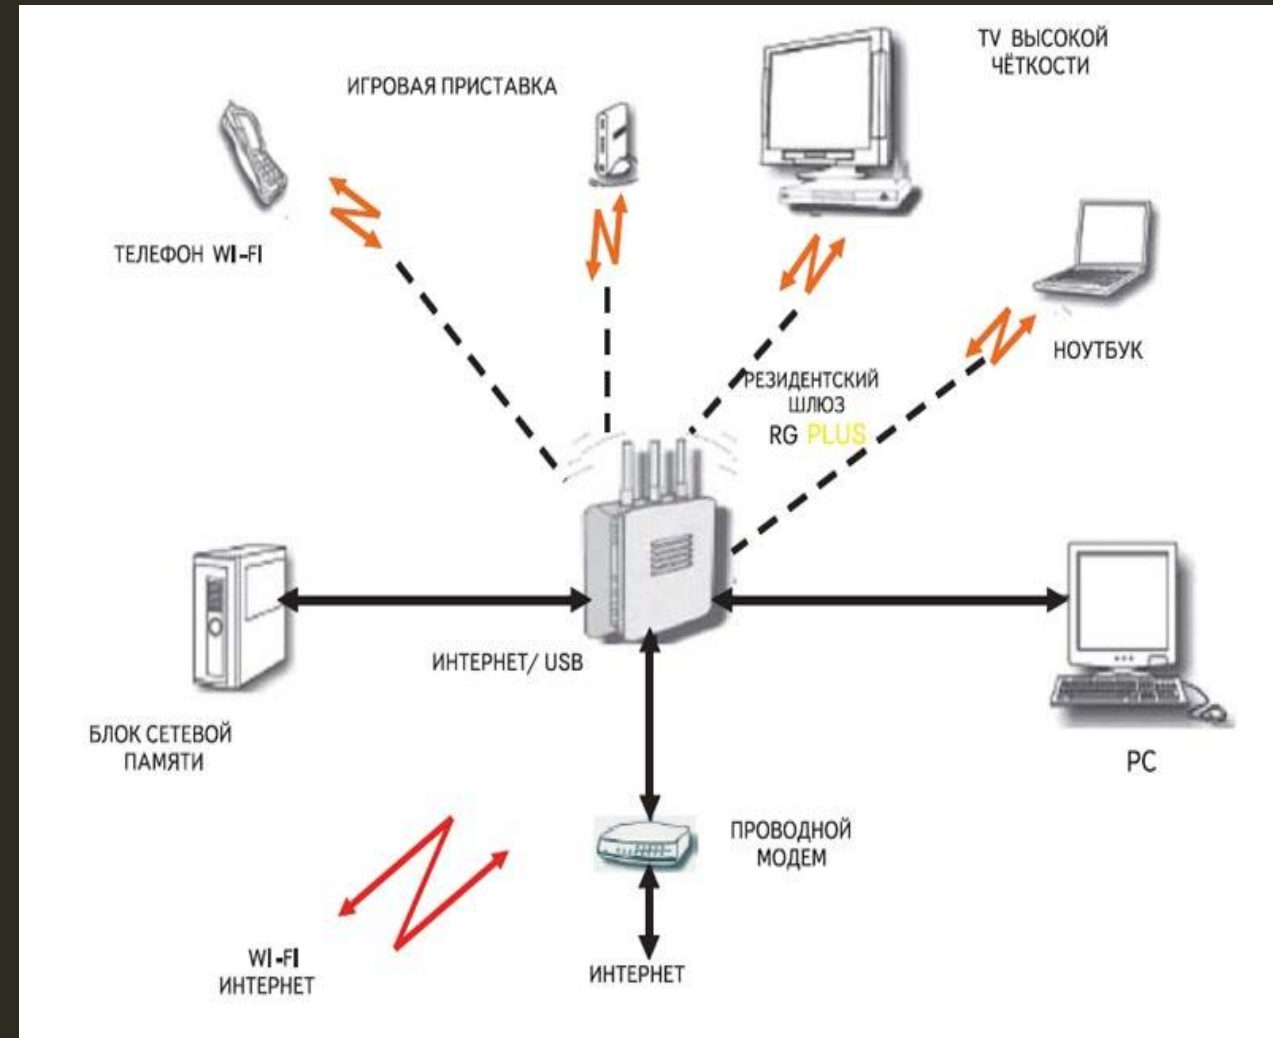 TV ВЫСОКОЙ
ЧЁТКОСТИ
ИГРОВАЯ ПРИСТАВКА
ТЕЛЕФОН WI-FI
НОУТБУК
РЕЗИДЕНТСКИЙ
ШЛЮЗ
RG PLUS
ИНТЕРНЕТ/ USB
БЛОК СЕТЕВОЙ
ПАМЯТИ
PC
ПРОВОДНОЙ
МОДЕМ
WI-FI
ИНТЕРНЕТ
ИНТЕРНЕТ